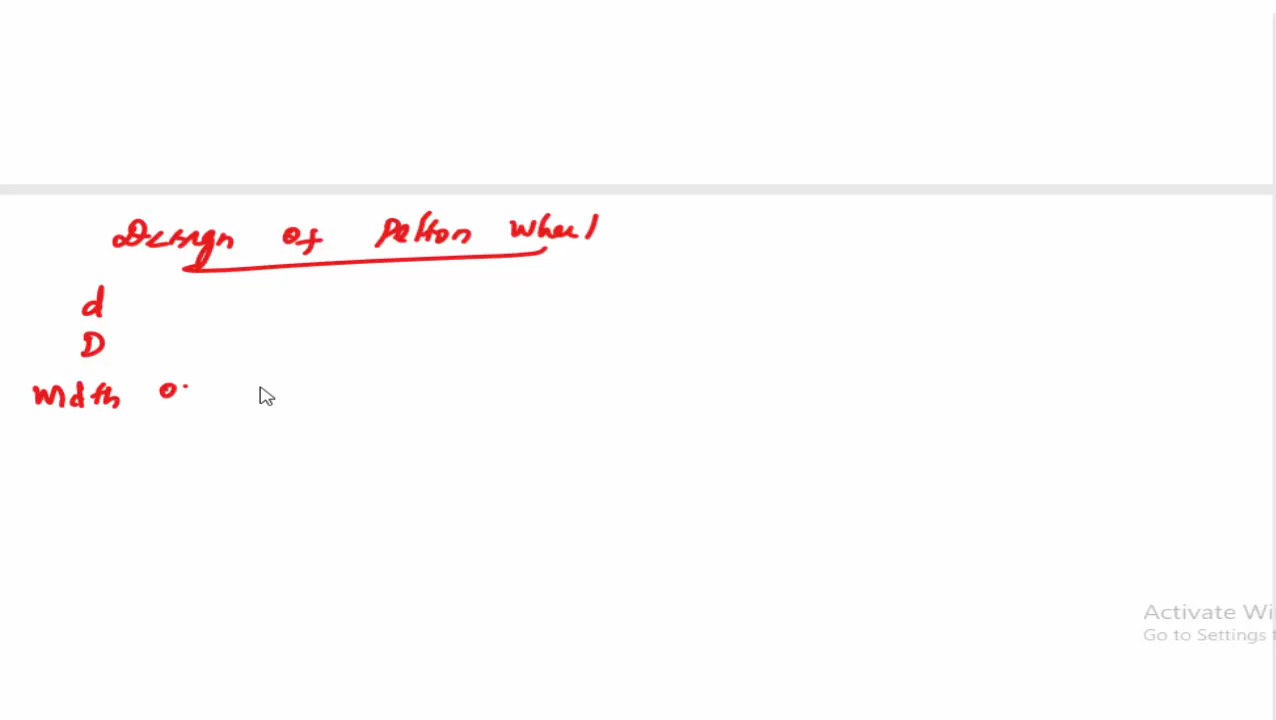 Design of Pelton wheel
d
D
Width o
Activate Wi
Go to Settings t